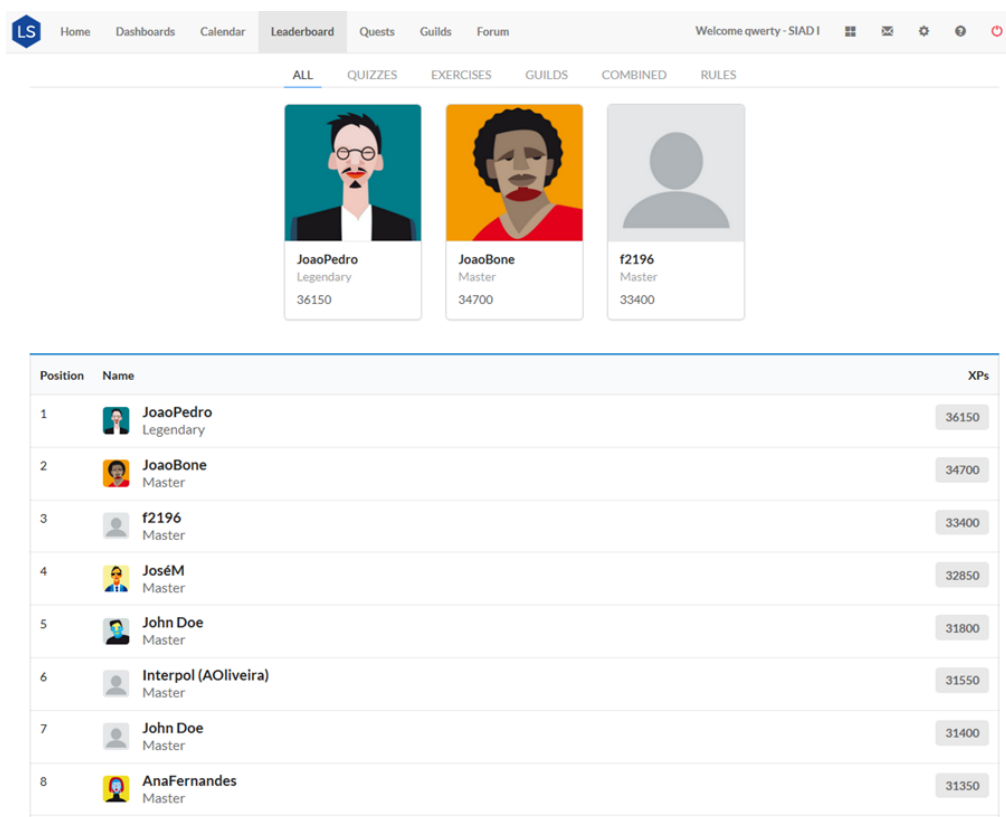 LS Home Dashboards Calendar Leaderboard Quests Guilds Forum Welcome qwerty - SIAD I
ALL QUIZZES EXERCISES GUILDS COMBINED RULES
JoaoPedro
Legendary
36150
JoaoBone
Master
34700
f2196
Master
33400
Position Name XPs
1 JoaoPedro 36150
Legendary
2 JoaoBone 34700
Master
3 f2196 33400
Master
4 JoséM 32850
Master
5 John Doe 31800
Master
6 Interpol (AOliveira) 31550
Master
7 John Doe 31400
Master
8 AnaFernandes 31350
Master